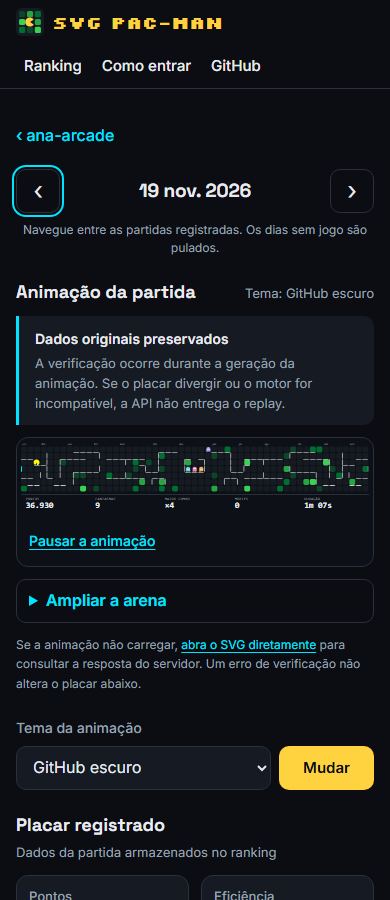 SVG PAC-MAN
Ranking Como entrar GitHub
‹ ana-arcade
‹ 19 nov. 2026 ›
Navegue entre as partidas registradas. Os dias sem jogo são
pulados.
Animação da partida Tema: GitHub escuro
Dados originais preservados
A verificação ocorre durante a geração da
animação. Se o placar divergir ou o motor for
incompatível, a API não entrega o replay.
36.930 9 ×4 0 1m 07s
Pausar a animação
Ampliar a arena
Se a animação não carregar, abra o SVG diretamente para
consultar a resposta do servidor. Um erro de verificação não
altera o placar abaixo.
Tema da animação
GitHub escuro Mudar
Placar registrado
Dados da partida armazenados no ranking
Pontos Eficiência